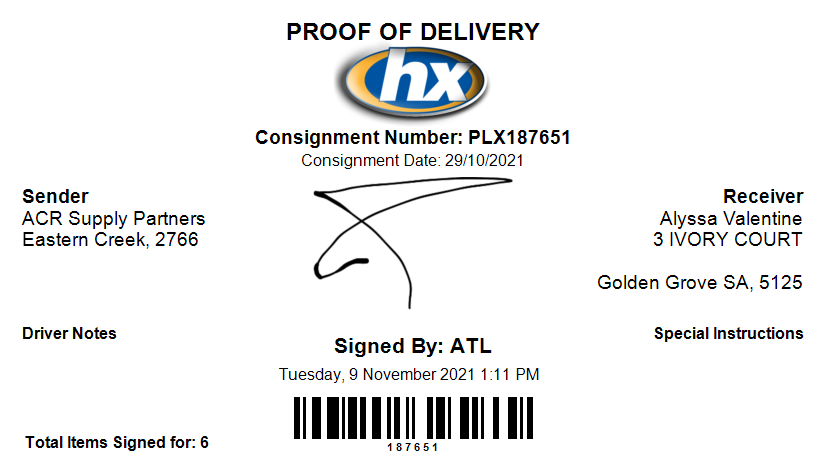 PROOF OF DELIVERY
hx
Consignment Number: PLX187651
Consignment Date: 29/10/2021
Sender
ACR Supply Partners
Eastern Creek, 2766
Receiver
Alyssa Valentine
3 IVORY COURT
Golden Grove SA, 5125
Driver Notes
Special Instructions
Signed By: ATL
Tuesday, 9 November 2021 1:11 PM
187651
Total Items Signed for: 6